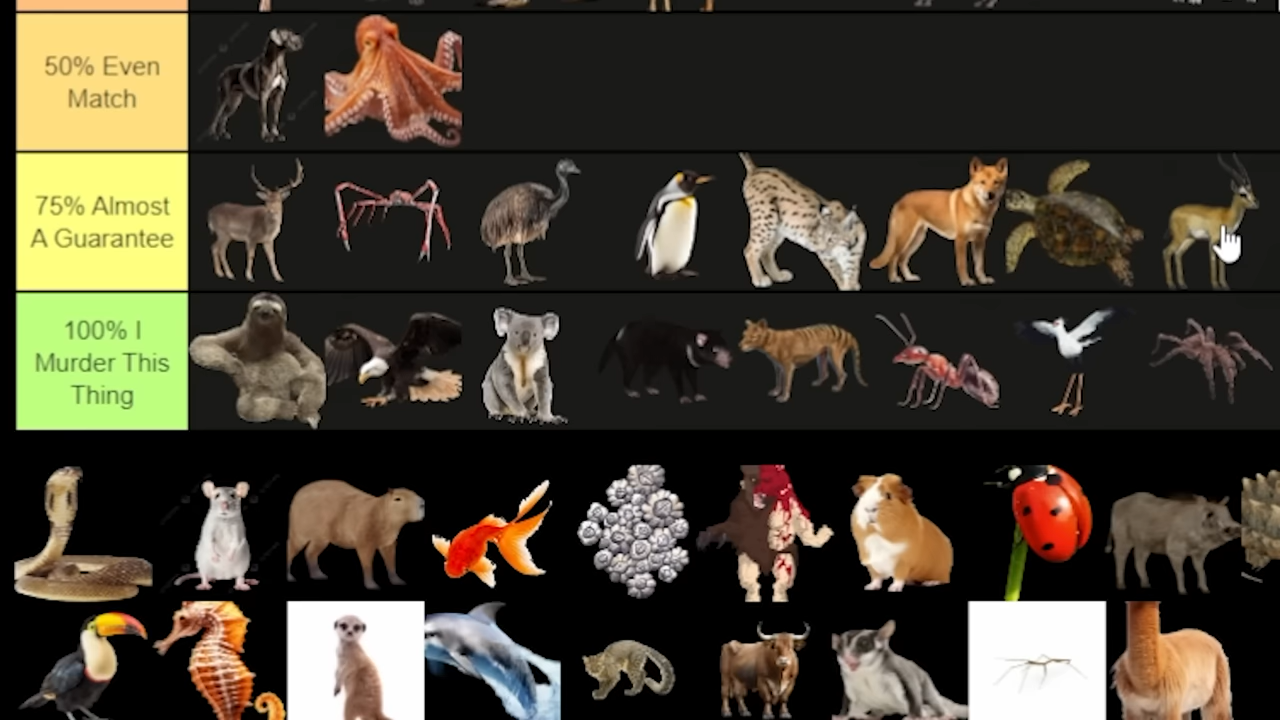 50% Even
Match
75% Almost
A Guarantee
100% I
Murder This
Thing